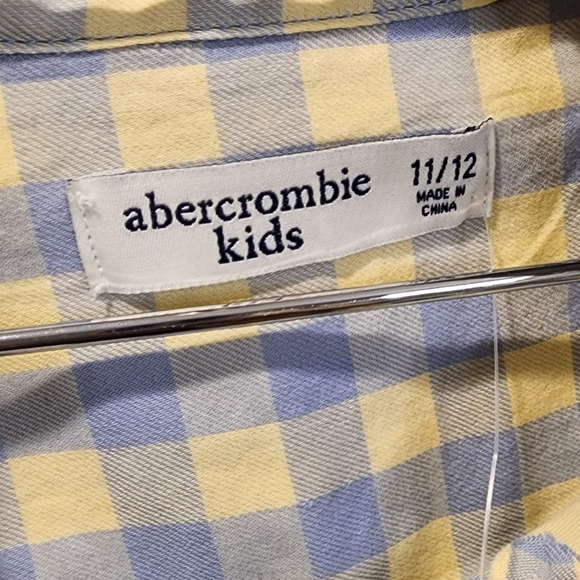 abercrombie
kids
11/12
MADE IN
CHINA